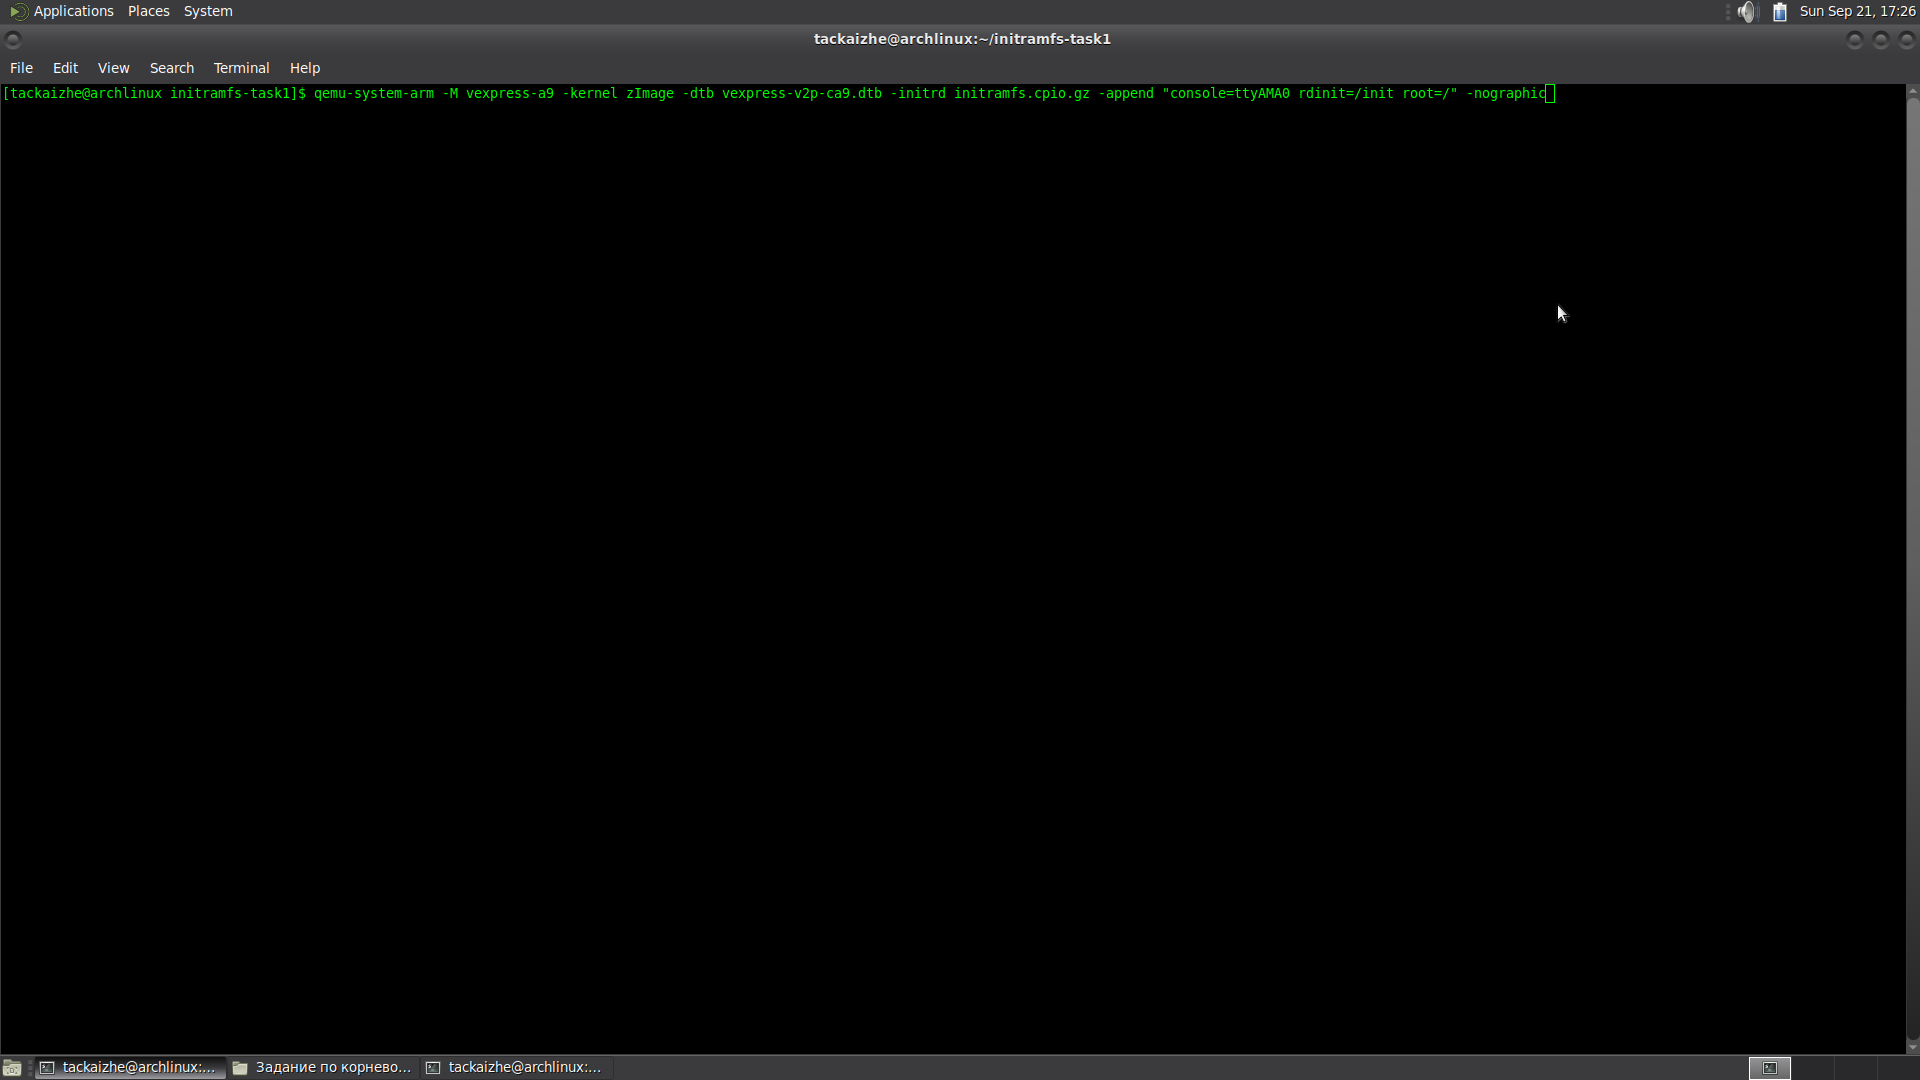 Applications Places System
Sun Sep 21, 17:26
tackaizhe@archlinux:~/initramfs-task1
File Edit View Search Terminal Help
[tackaizhe@archlinux initramfs-task1]$ qemu-system-arm -M vexpress-a9 -kernel zImage -dtb vexpress-v2p-ca9.dtb -initrd initramfs.cpio.gz -append "console=ttyAMA0 rdinit=/init root=/" -nographic
tackaizhe@archlinux:... Задание по корнево... tackaizhe@archlinux:...